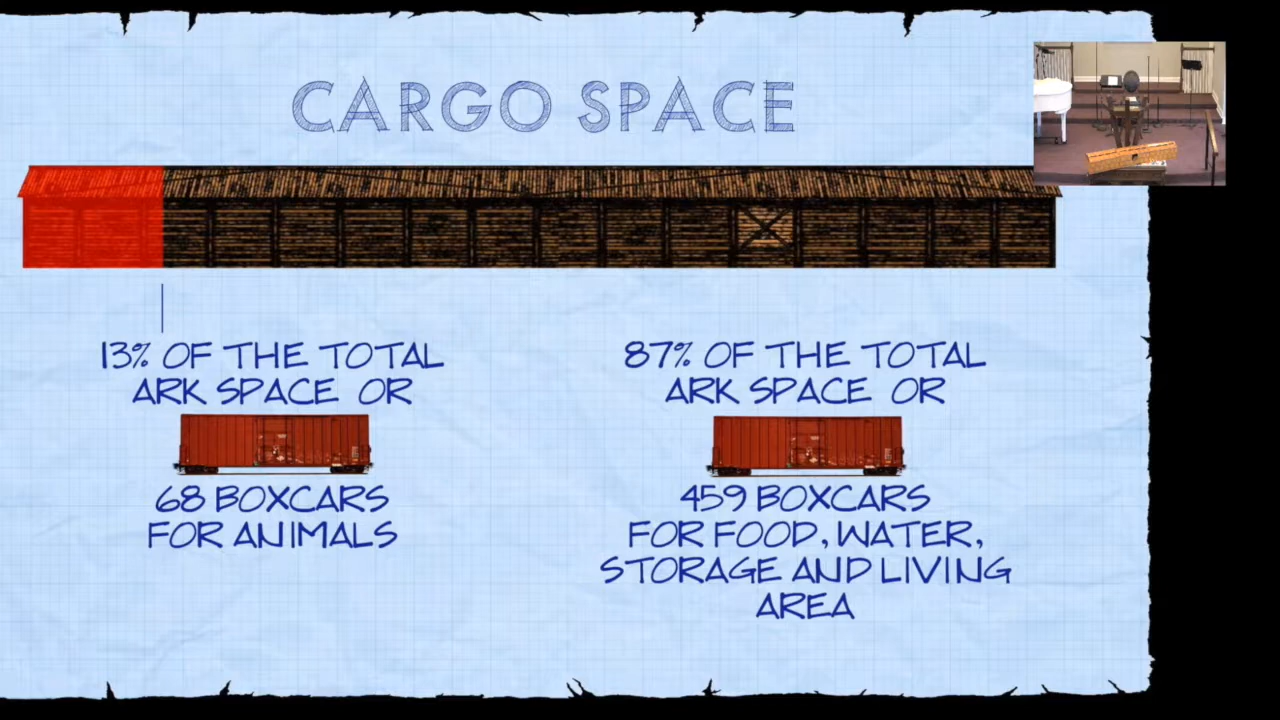 CARGO SPACE
13% OF THE TOTAL
ARK SPACE OR
68 BOXCARS
FOR ANIMALS
87% OF THE TOTAL
ARK SPACE OR
459 BOXCARS
FOR FOOD, WATER,
STORAGE AND LIVING
AREA